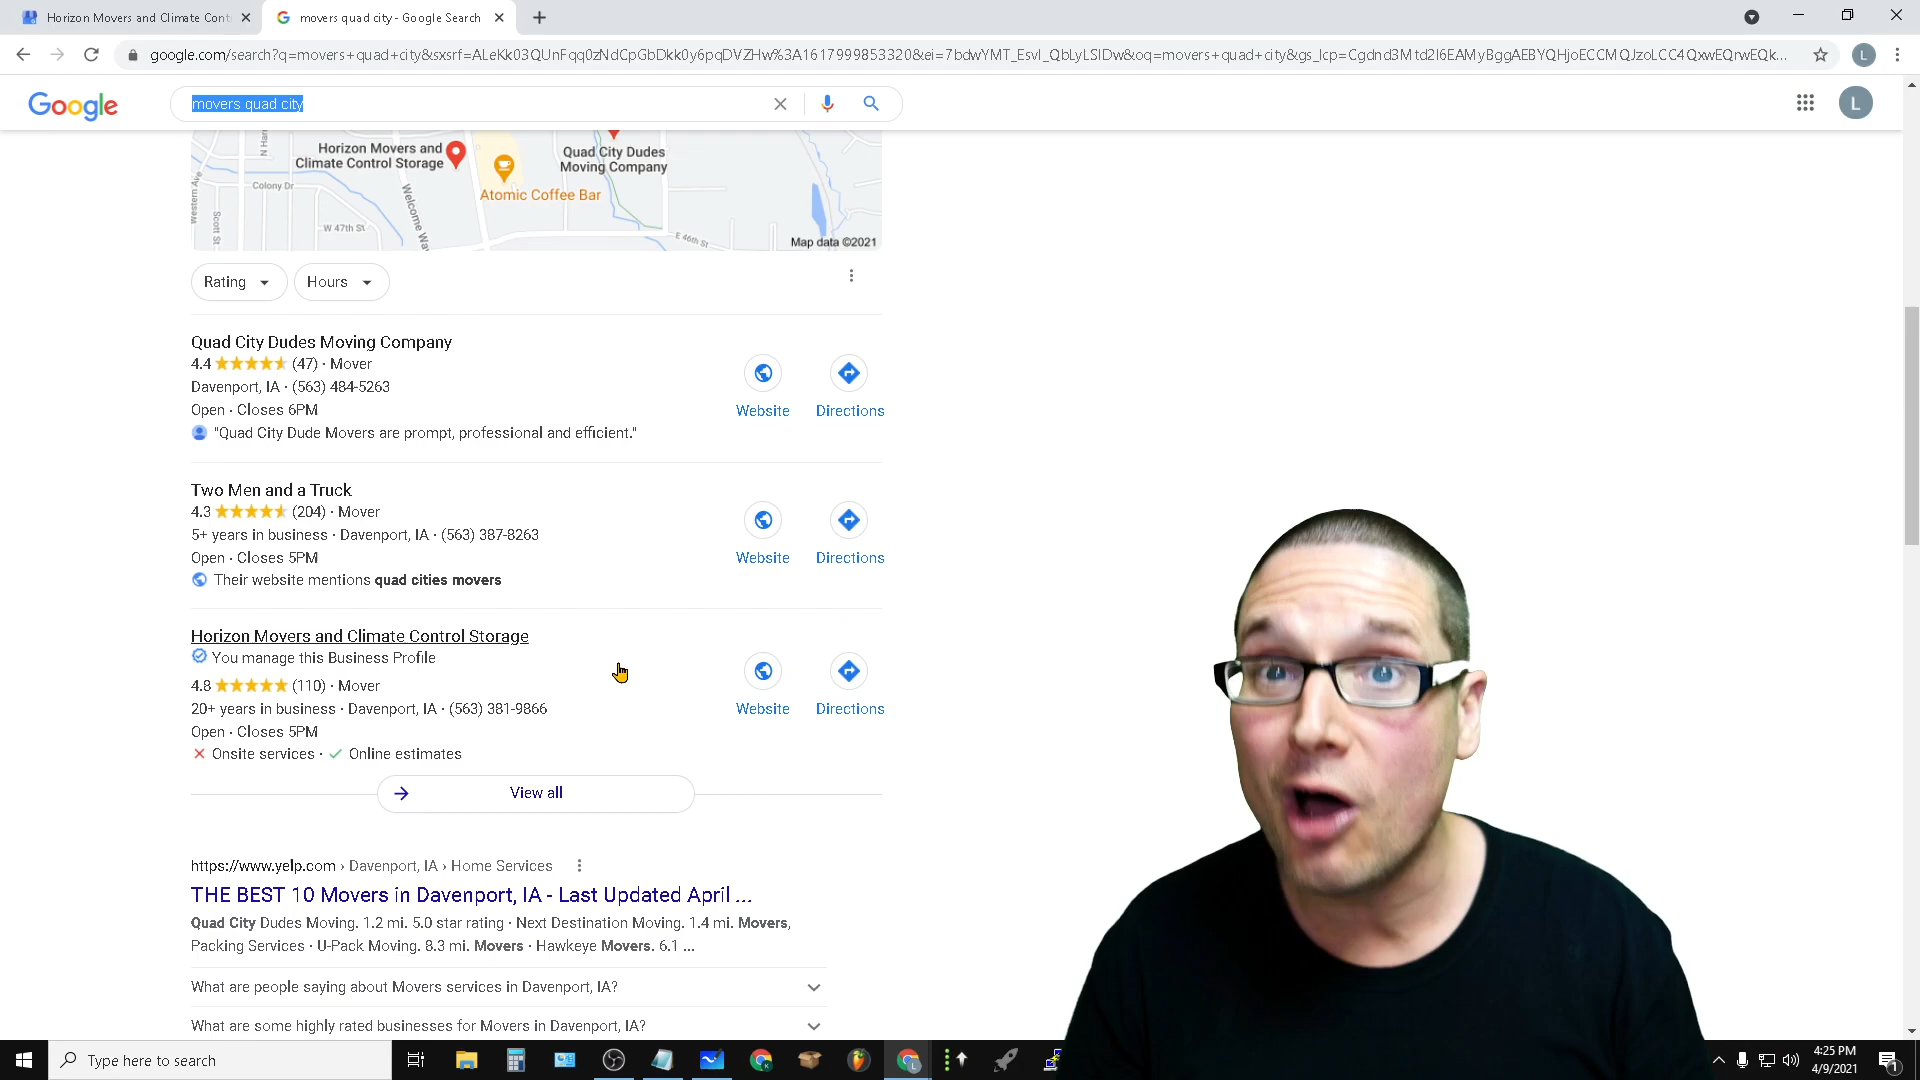 Horizon Movers and Climate Cont
movers quad city - Google Search
google.com/search?q=movers+quad+city&sxsrf=
Google
movers quad city
L
Horizon Movers and
Climate Control Storage
Quad City Dudes
Moving Company
Atomic Coffee Bar
N Har
Colony Dr
Western Ave
Scott St
Welcome Way
W 47th St
E 46th St
Map data ©2021
Rating
Hours
Quad City Dudes Moving Company
4.4 (47) · Mover
Davenport, IA · (563) 484-5263
Open · Closes 6PM
"Quad City Dude Movers are prompt, professional and efficient."
Website
Directions
Two Men and a Truck
4.3 (204) · Mover
5+ years in business · Davenport, IA · (563) 387-8263
Open · Closes 5PM
Their website mentions quad cities movers
Website
Directions
Horizon Movers and Climate Control Storage
You manage this Business Profile
4.8 (110) · Mover
20+ years in business · Davenport, IA · (563) 381-9866
Open · Closes 5PM
Onsite services · Online estimates
Website
Directions
View all
https://www.yelp.com › Davenport, IA › Home Services
THE BEST 10 Movers in Davenport, IA - Last Updated April ...
Quad City Dudes Moving. 1.2 mi. 5.0 star rating · Next Destination Moving. 1.4 mi. Movers,
Packing Services · U-Pack Moving. 8.3 mi. Movers · Hawkeye Movers. 6.1 ...
What are people saying about Movers services in Davenport, IA?
What are some highly rated businesses for Movers in Davenport, IA?
Type here to search
4:25 PM
4/9/2021